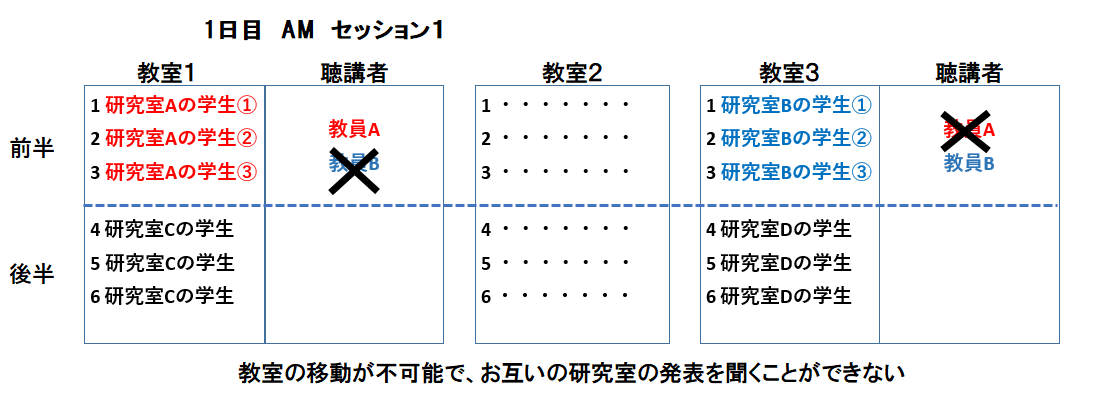 1日目 AM セッション1
教室1 聴講者 教室2 教室3 聴講者
前半
1 研究室Aの学生①
2 研究室Aの学生②
3 研究室Aの学生③
教員A
教員B
1 ・・・・・・・
2 ・・・・・・・
3 ・・・・・・・
1 研究室Bの学生①
2 研究室Bの学生②
3 研究室Bの学生③
教員A
教員B
後半
4 研究室Cの学生
5 研究室Cの学生
6 研究室Cの学生
4 ・・・・・・・
5 ・・・・・・・
6 ・・・・・・・
4 研究室Dの学生
5 研究室Dの学生
6 研究室Dの学生
教室の移動が不可能で、お互いの研究室の発表を聞くことができない